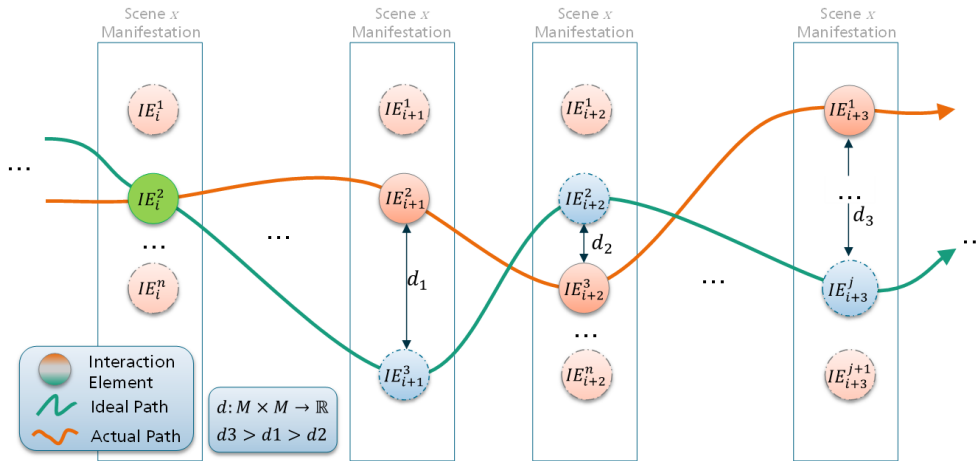 Scene x
Manifestation
Scene x
Manifestation
Scene x
Manifestation
Scene x
Manifestation
IE_i^1
IE_{i+1}^1
IE_{i+2}^1
IE_{i+3}^1
...
IE_i^2
IE_{i+1}^2
IE_{i+2}^2
...
...
...
d_1
d_2
d_3
...
IE_i^n
IE_{i+2}^3
...
IE_{i+3}^j
...
IE_{i+1}^3
IE_{i+2}^n
IE_{i+3}^{j+1}
Interaction
Element
Ideal Path
Actual Path
d: M × M → ℝ
d3 > d1 > d2